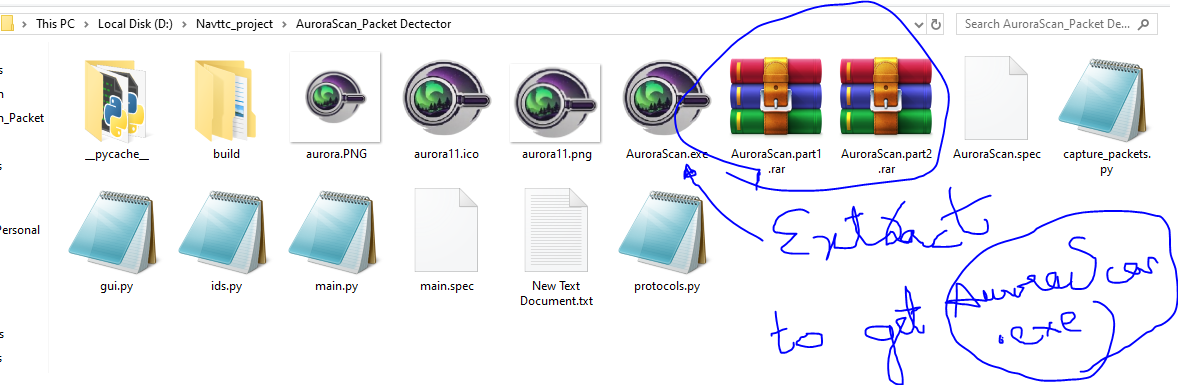 This PC > Local Disk (D:) > Navttc_project > AuroraScan_Packet Dectector
Search AuroraScan_Packet De...
n_Packet
Personal
__pycache__
build
aurora.PNG
aurora11.ico
aurora11.png
AuroraScan.exe
AuroraScan.part1
.rar
AuroraScan.part2
.rar
AuroraScan.spec
capture_packets.
py
gui.py
ids.py
main.py
main.spec
New Text
Document.txt
protocols.py
Extract
to get AuroraScan
.exe